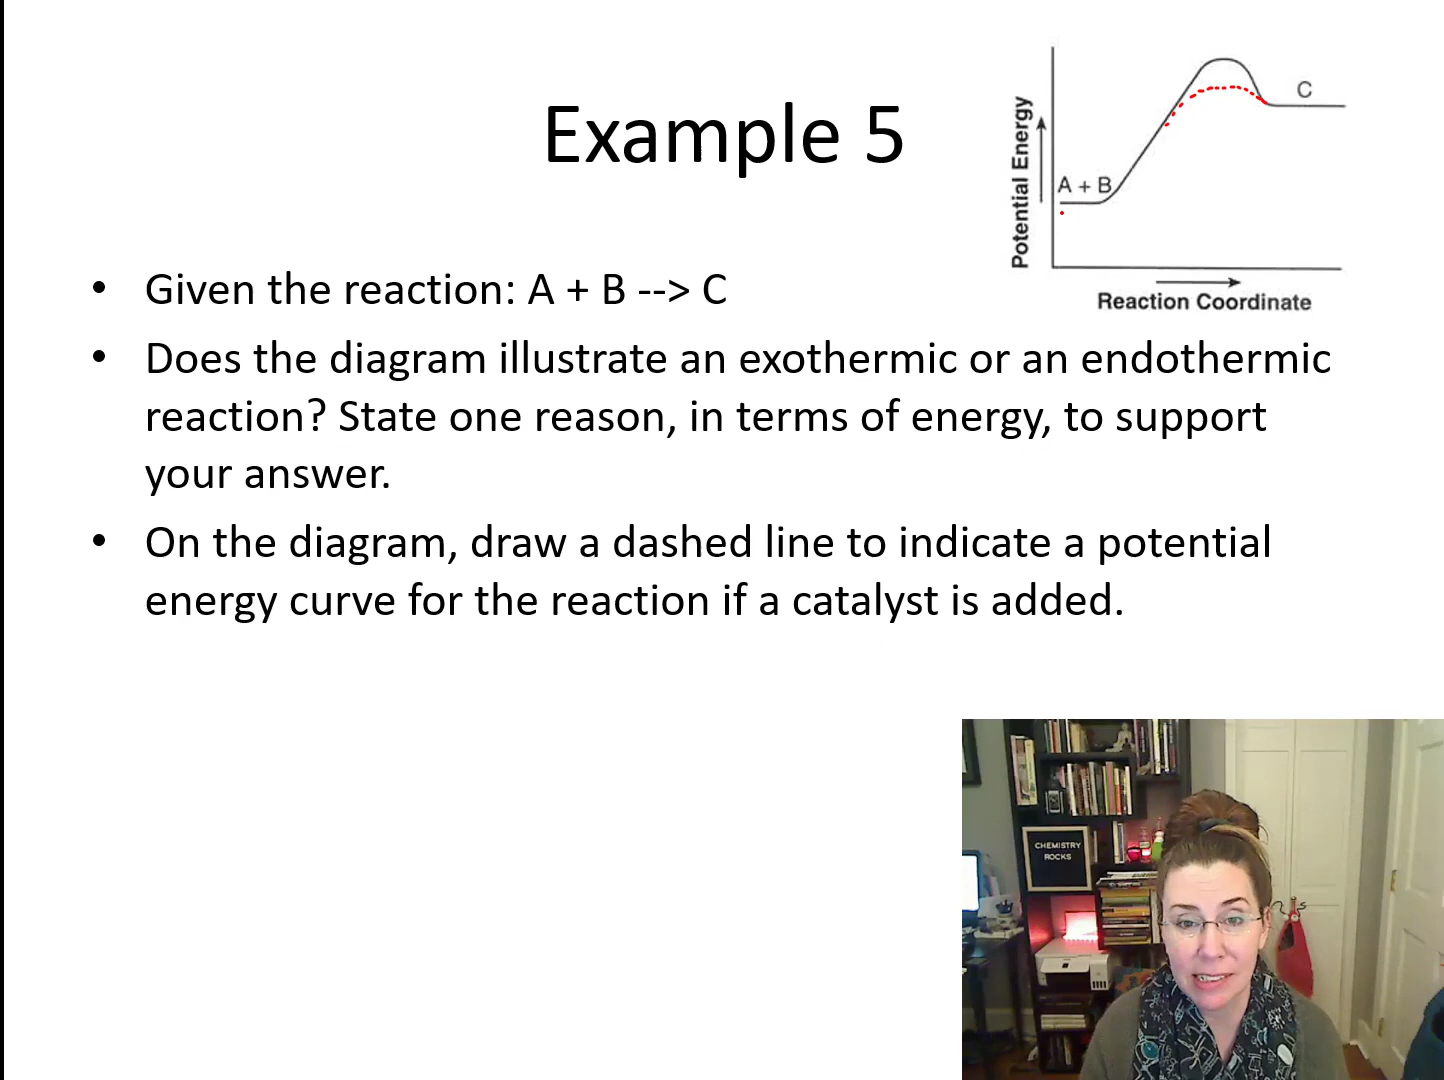 Example 5
C
A + B
Potential Energy
Reaction Coordinate
• Given the reaction: A + B --> C
• Does the diagram illustrate an exothermic or an endothermic
reaction? State one reason, in terms of energy, to support
your answer.
• On the diagram, draw a dashed line to indicate a potential
energy curve for the reaction if a catalyst is added.
CHEMISTRY
ROCKS